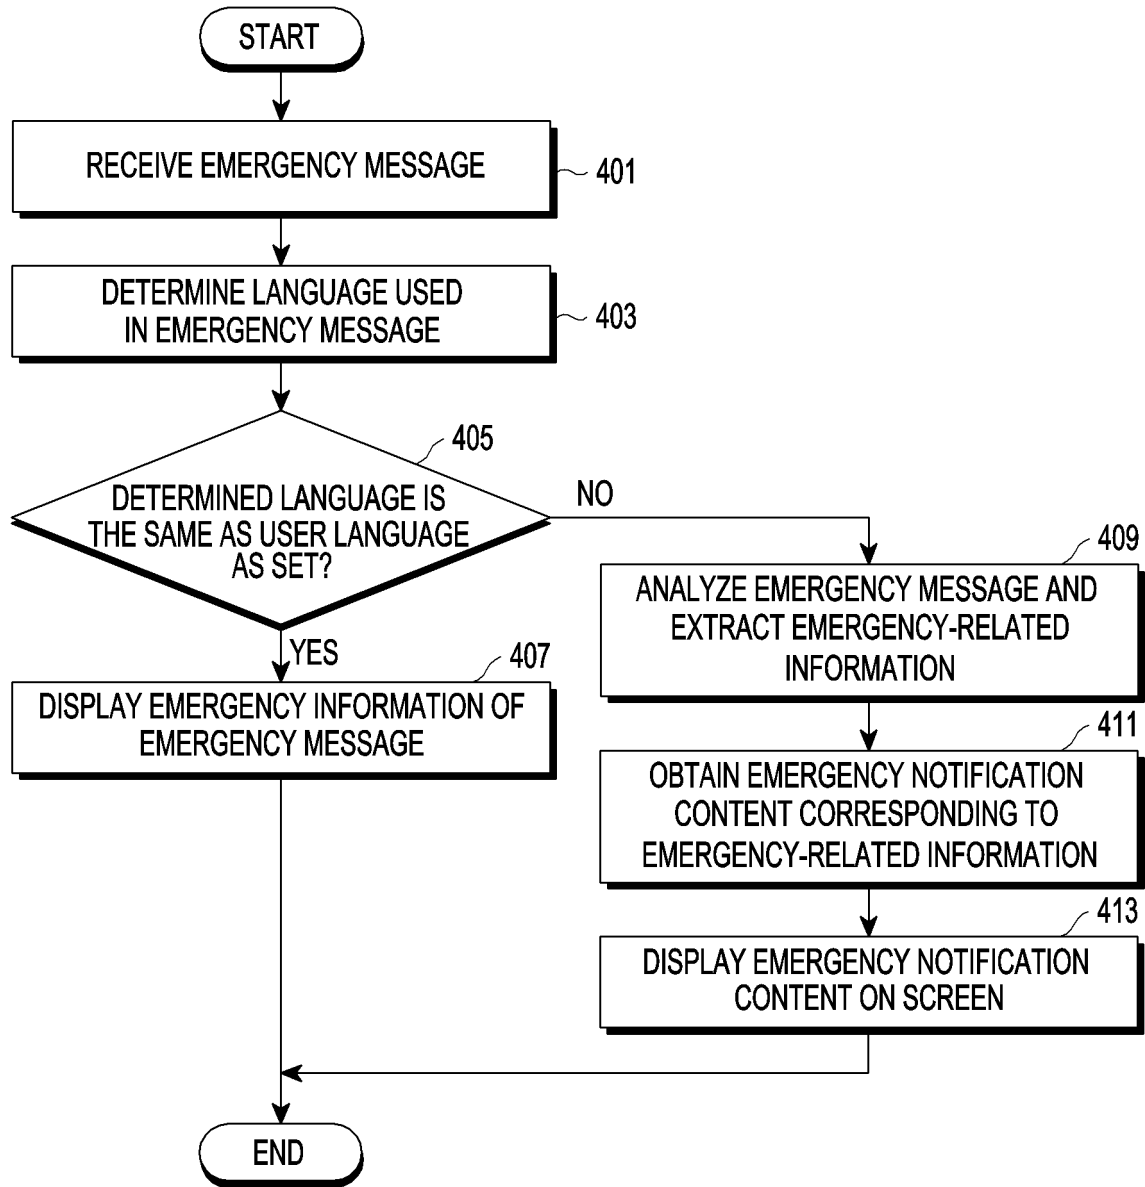 START
RECEIVE EMERGENCY MESSAGE
401
DETERMINE LANGUAGE USED
IN EMERGENCY MESSAGE
403
405
DETERMINED LANGUAGE IS
THE SAME AS USER LANGUAGE
AS SET?
NO
YES
407
DISPLAY EMERGENCY INFORMATION OF
EMERGENCY MESSAGE
409
ANALYZE EMERGENCY MESSAGE AND
EXTRACT EMERGENCY-RELATED
INFORMATION
411
OBTAIN EMERGENCY NOTIFICATION
CONTENT CORRESPONDING TO
EMERGENCY-RELATED INFORMATION
413
DISPLAY EMERGENCY NOTIFICATION
CONTENT ON SCREEN
END